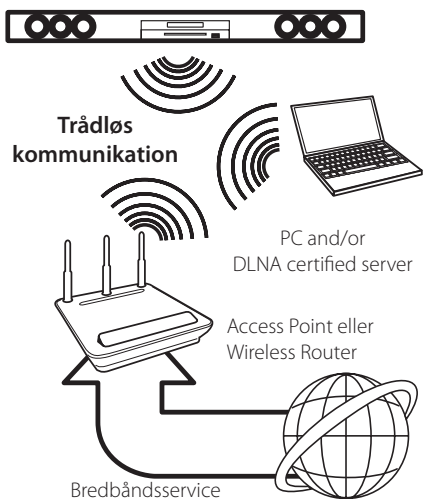 Trådløs
kommunikation
PC and/or
DLNA certified server
Access Point eller
Wireless Router
Bredbåndsservice